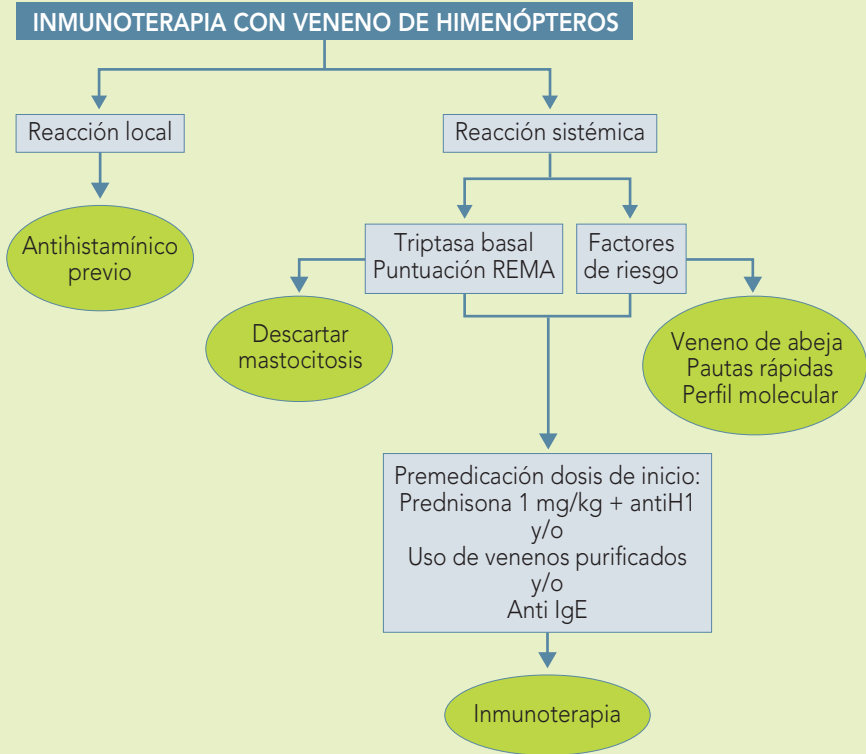 INMUNOTERAPIA CON VENENO DE HIMENÓPTEROS
Reacción local
Reacción sistémica
Antihistamínico
previo
Triptasa basal
Puntuación REMA
Factores
de riesgo
Descartar
mastocitosis
Veneno de abeja
Pautas rápidas
Perfil molecular
Premedicación dosis de inicio:
Prednisona 1 mg/kg + antiH1
y/o
Uso de venenos purificados
y/o
Anti IgE
Inmunoterapia